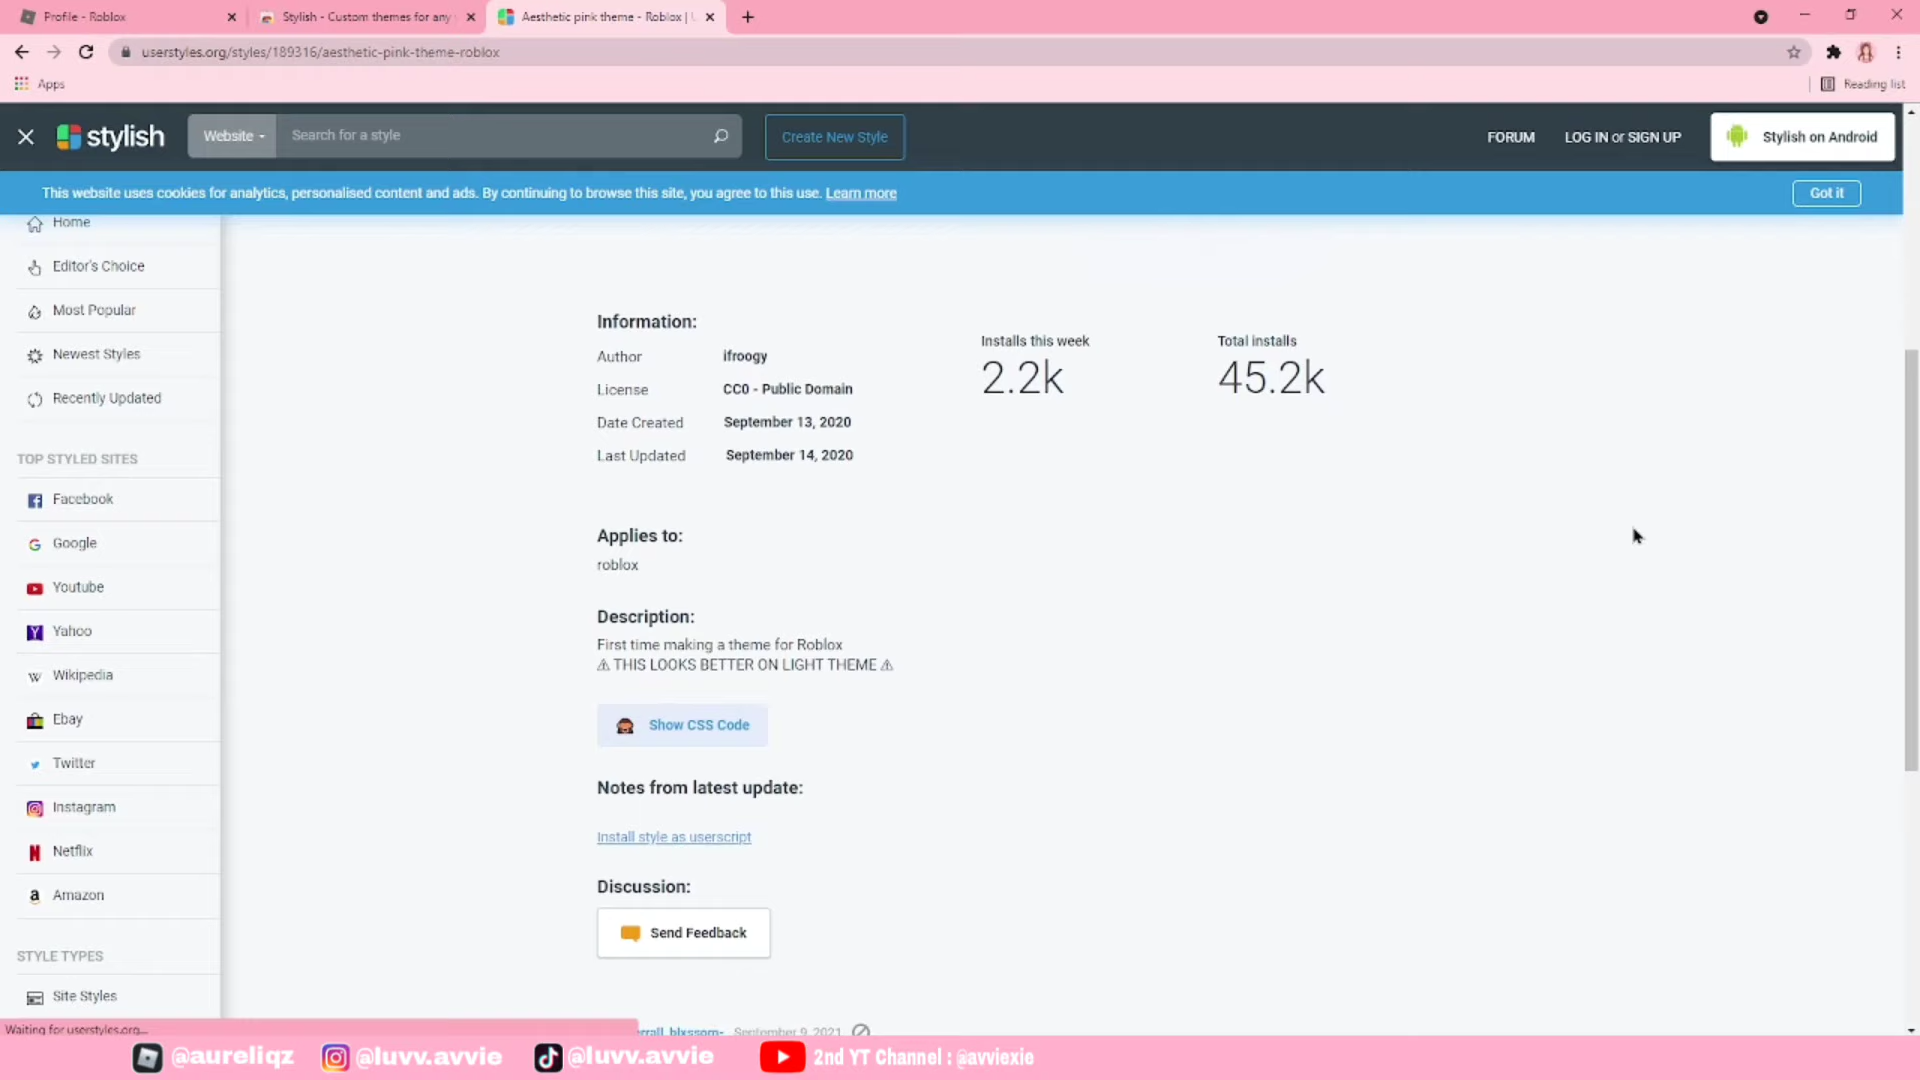 Profile - Roblox
Stylish - Custom themes for any
Aesthetic pink theme - Roblox |
userstyles.org/styles/189316/aesthetic-pink-theme-roblox
Apps
Reading list
stylish
Website
Search for a style
Create New Style
FORUM
LOG IN or SIGN UP
Stylish on Android
This website uses cookies for analytics, personalised content and ads. By continuing to browse this site, you agree to this use. Learn more
Got it
Home
Editor's Choice
Most Popular
Newest Styles
Recently Updated
TOP STYLED SITES
Facebook
Google
Youtube
Yahoo
Wikipedia
Ebay
Twitter
Instagram
Netflix
Amazon
STYLE TYPES
Site Styles
Information:
Author ifroogy
License CC0 - Public Domain
Date Created September 13, 2020
Last Updated September 14, 2020
Installs this week
2.2k
Total installs
45.2k
Applies to:
roblox
Description:
First time making a theme for Roblox
⚠ THIS LOOKS BETTER ON LIGHT THEME ⚠
Show CSS Code
Notes from latest update:
Install style as userscript
Discussion:
Send Feedback
September 9, 2021
Waiting for userstyles.org...
@aureliqz @luvv.avvie @luvv.avvie 2nd YT Channel : @avviexie